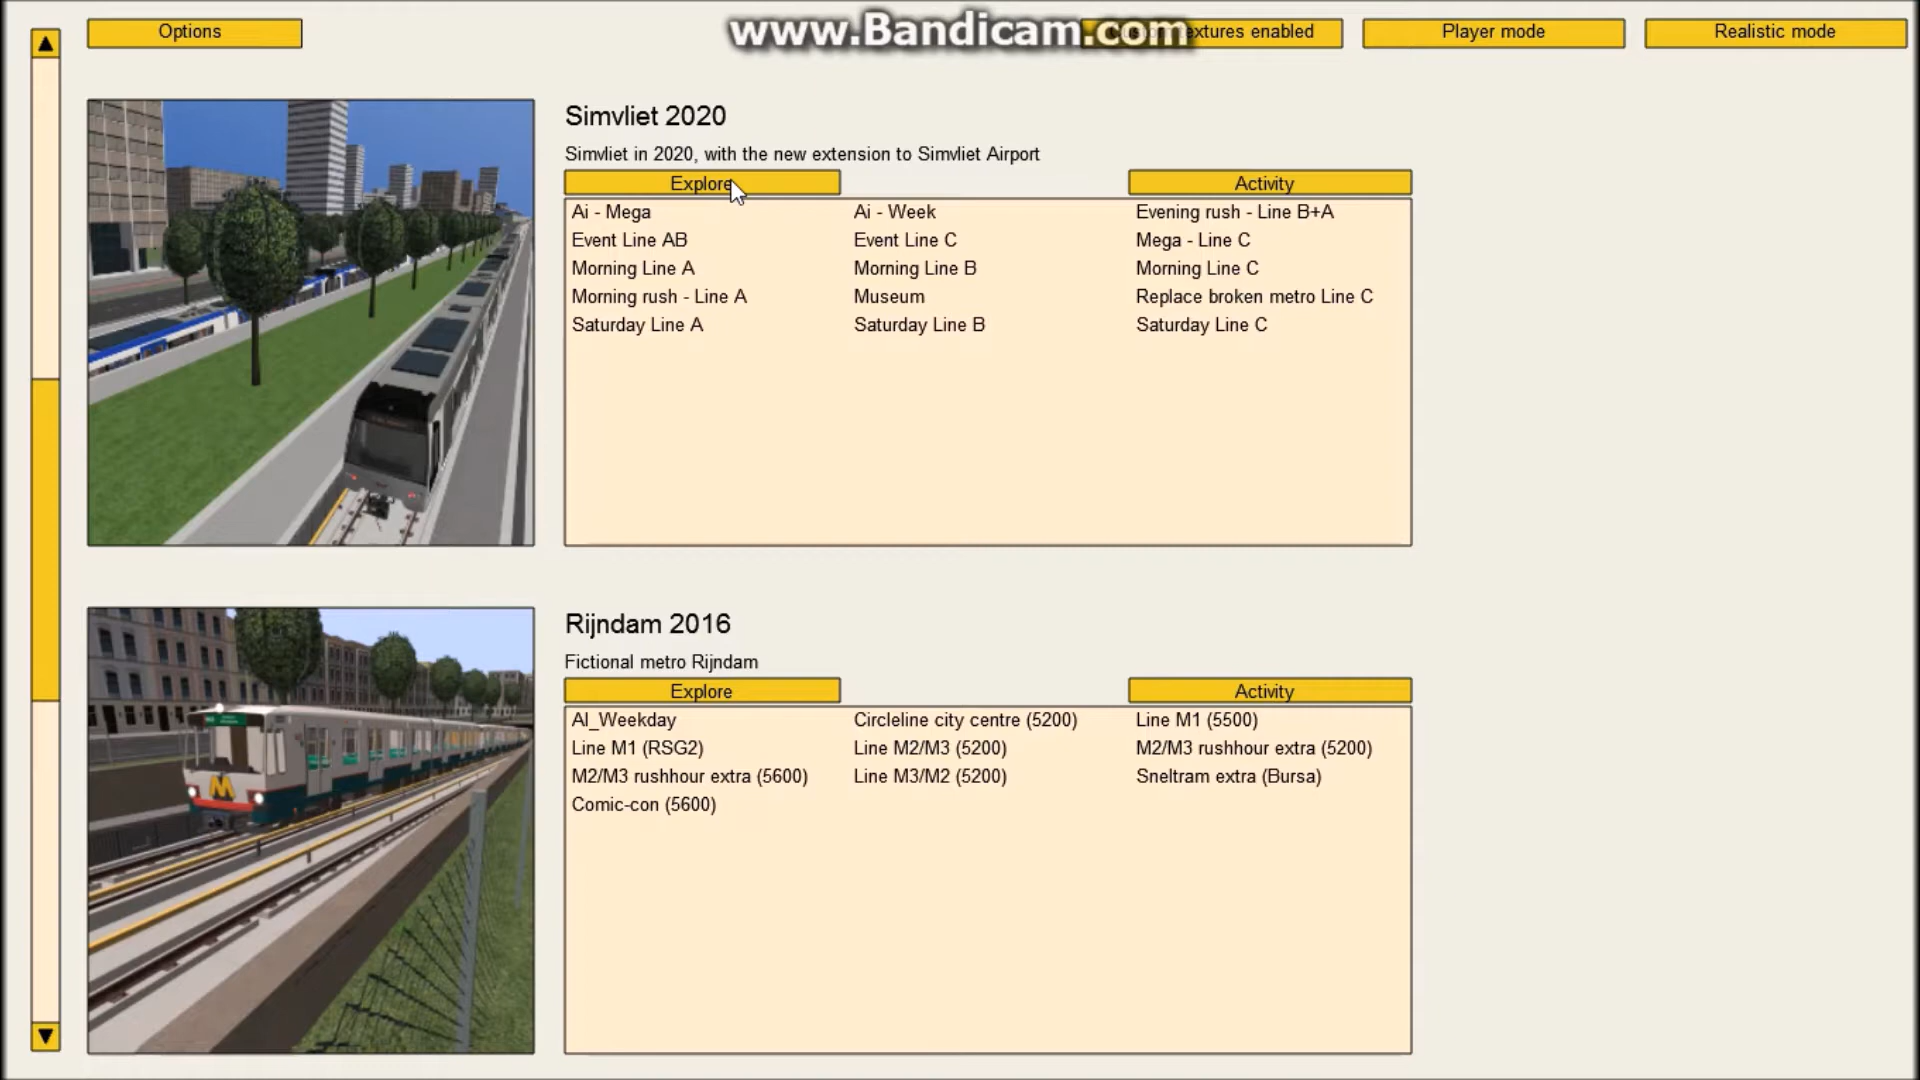 Options
www.Bandicam.com
textures enabled
Player mode
Realistic mode
Simvliet 2020
Simvliet in 2020, with the new extension to Simvliet Airport
Explore Activity
Ai - Mega Ai - Week Evening rush - Line B+A
Event Line AB Event Line C Mega - Line C
Morning Line A Morning Line B Morning Line C
Morning rush - Line A Museum Replace broken metro Line C
Saturday Line A Saturday Line B Saturday Line C
Rijndam 2016
Fictional metro Rijndam
Explore Activity
AI_Weekday Circleline city centre (5200) Line M1 (5500)
Line M1 (RSG2) Line M2/M3 (5200) M2/M3 rushhour extra (5200)
M2/M3 rushhour extra (5600) Line M3/M2 (5200) Sneltram extra (Bursa)
Comic-con (5600)
M